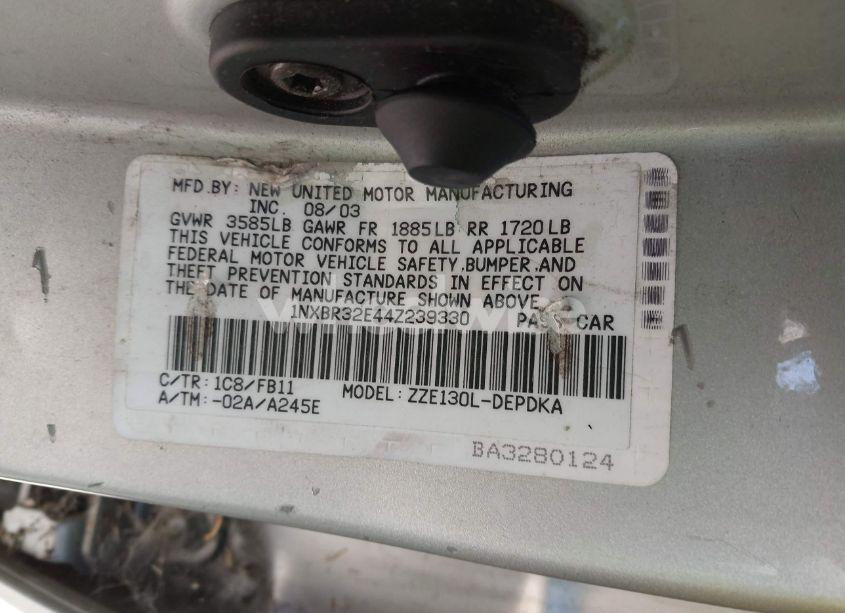 MFD.BY: NEW UNITED MOTOR MANUFACTURING
INC. 08/03
GVWR 3585LB GAWR FR 1885LB RR 1720LB
THIS VEHICLE CONFORMS TO ALL APPLICABLE
FEDERAL MOTOR VEHICLE SAFETY,BUMPER,AND
THEFT PREVENTION STANDARDS IN EFFECT ON
THE DATE OF MANUFACTURE SHOWN ABOVE.
1NXBR32E44Z239330 PASS CAR
C/TR: 1C8/FB11 MODEL: ZZE130L-DEPDKA
A/TM: -02A/A245E
BA3280124